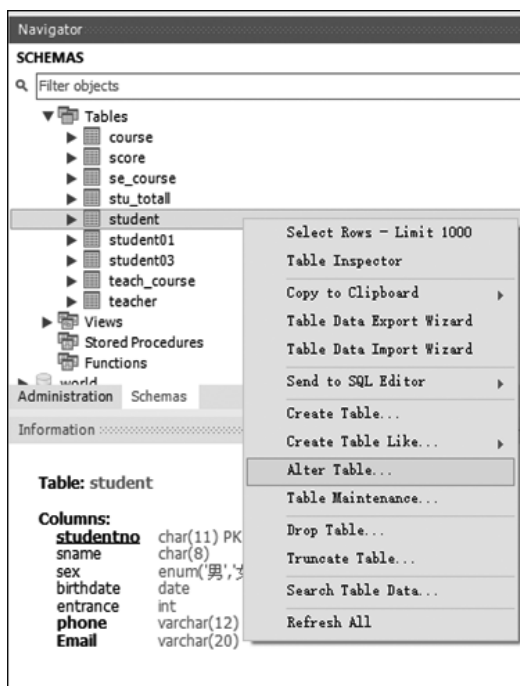 Navigator
SCHEMAS
Filter objects
Tables
course
score
se_course
stu_totall
student
student01
student03
teach_course
teacher
Views
Stored Procedures
Functions
world
Administration Schemas
Information
Table: student
Columns:
studentno char(11) PK
sname char(8)
sex enum('男','女
birthdate date
entrance int
phone varchar(12)
Email varchar(20)
Select Rows - Limit 1000
Table Inspector
Copy to Clipboard
Table Data Export Wizard
Table Data Import Wizard
Send to SQL Editor
Create Table...
Create Table Like...
Alter Table...
Table Maintenance...
Drop Table...
Truncate Table...
Search Table Data...
Refresh All